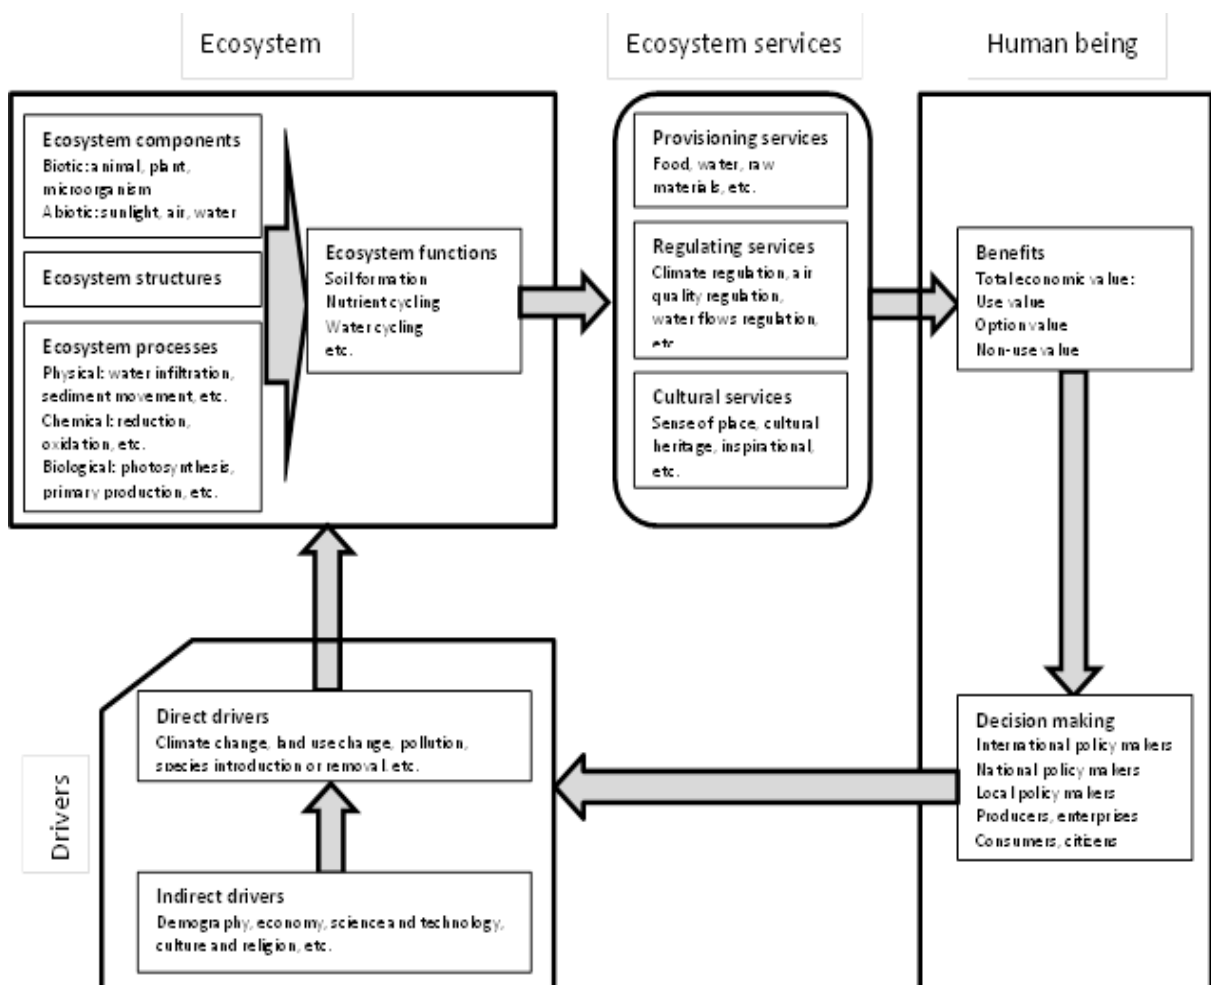 Ecosystem
Ecosystem services
Human being
Ecosystem components
Biotic: animal, plant,
microorganism
Abiotic: sunlight, air, water
Ecosystem structures
Ecosystem processes
Physical: water infiltration,
sediment movement, etc.
Chemical: reduction,
oxidation, etc.
Biological: photosynthesis,
primary production, etc.
Ecosystem functions
Soil formation
Nutrient cycling
Water cycling
etc.
Provisioning services
Food, water, raw
materials, etc.
Regulating services
Climate regulation, air
quality regulation,
water flows regulation,
etc
Cultural services
Sense of place, cultural
heritage, inspirational,
etc.
Benefits
Total economic value:
Use value
Option value
Non-use value
Decision making
International policy makers
National policy makers
Local policy makers
Producers, enterprises
Consumers, citizens
Drivers
Direct drivers
Climate change, land use change, pollution,
species introduction or removal. etc.
Indirect drivers
Demography, economy, science and technology,
culture and religion, etc.